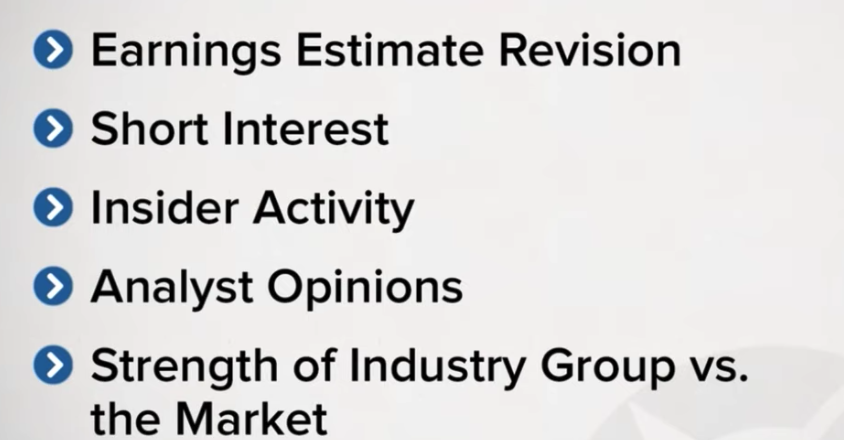 Earnings Estimate Revision
Short Interest
Insider Activity
Analyst Opinions
Strength of Industry Group vs.
the Market